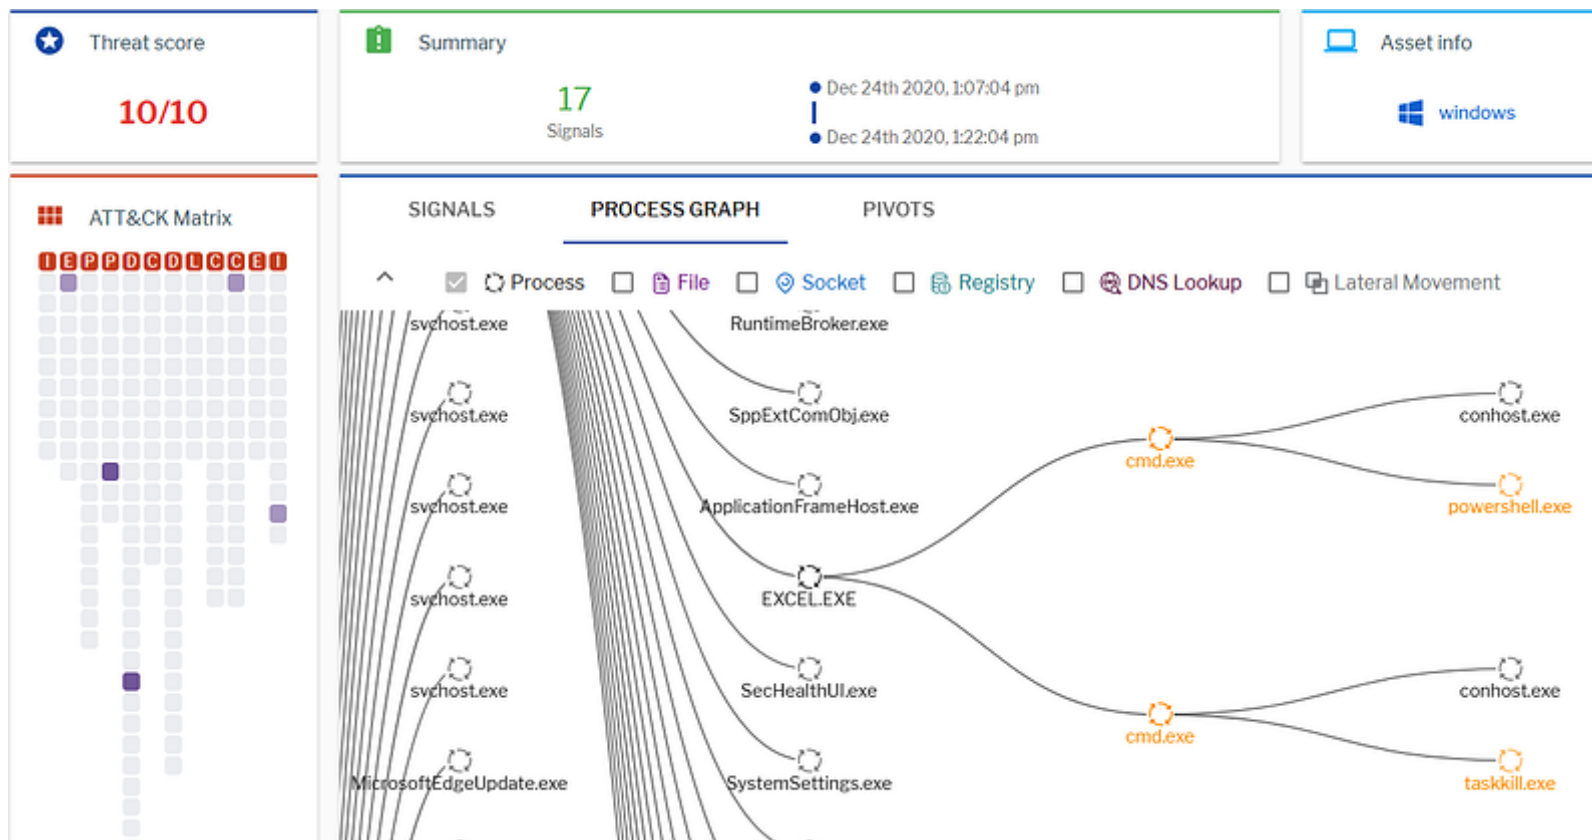 Threat score
10/10
Summary
17
Signals
Dec 24th 2020, 1:07:04 pm
Dec 24th 2020, 1:22:04 pm
Asset info
windows
ATT&CK Matrix
I E P P D C D L C C E I
SIGNALS PROCESS GRAPH PIVOTS
Process File Socket Registry DNS Lookup Lateral Movement
svchost.exe RuntimeBroker.exe
svchost.exe SppExtComObj.exe conhost.exe
cmd.exe
svchost.exe ApplicationFrameHost.exe powershell.exe
svchost.exe EXCEL.EXE
svchost.exe SecHealthUI.exe conhost.exe
cmd.exe
MicrosoftEdgeUpdate.exe SystemSettings.exe taskkill.exe